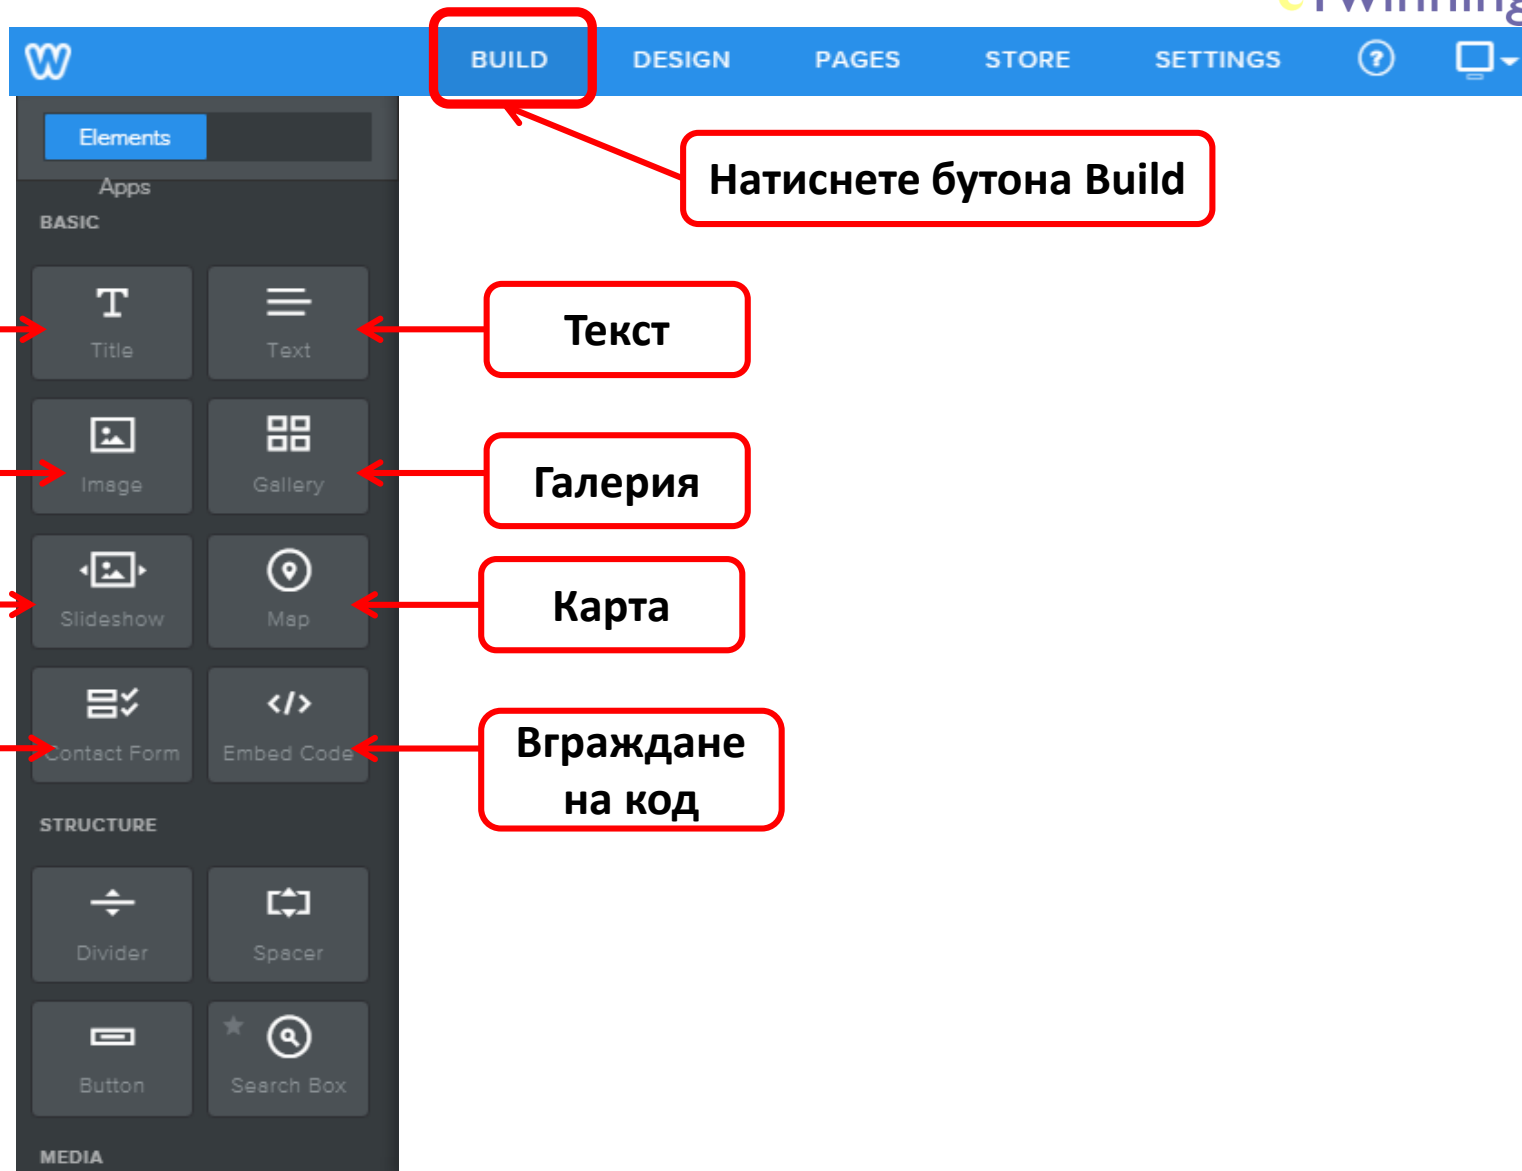 eTwinning
BUILD DESIGN PAGES STORE SETTINGS ?
Elements
Apps
Натиснете бутона Build
BASIC
Title Text
Текст
Image Gallery
Галерия
Slideshow Map
Карта
Contact Form Embed Code
Вграждане
на код
STRUCTURE
Divider Spacer
Button Search Box
MEDIA